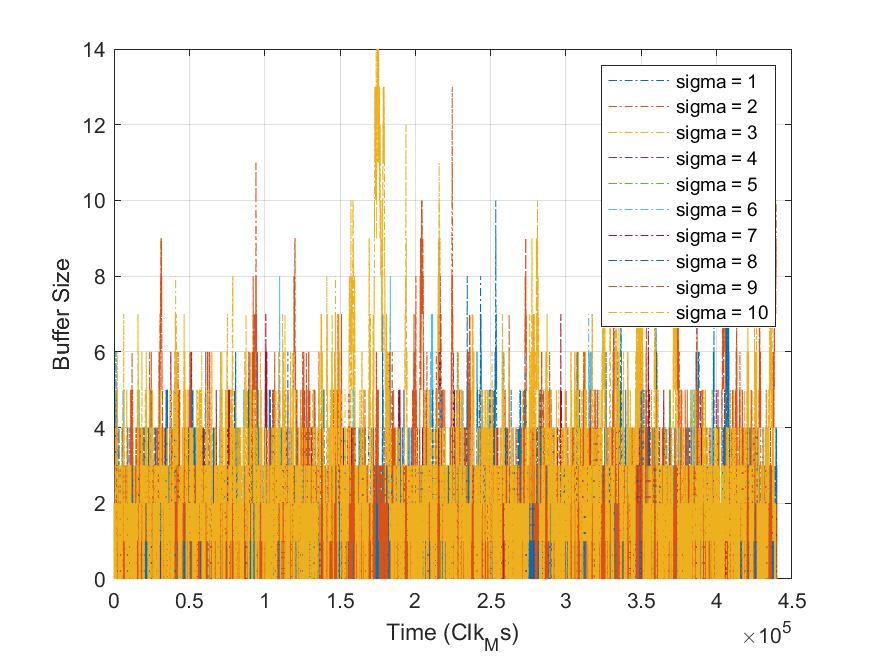 14
12
10
8
6
4
2
0
Buffer Size
0 0.5 1 1.5 2 2.5 3 3.5 4 4.5
×10^5
Time (Clk_Ms)
sigma = 1
sigma = 2
sigma = 3
sigma = 4
sigma = 5
sigma = 6
sigma = 7
sigma = 8
sigma = 9
sigma = 10